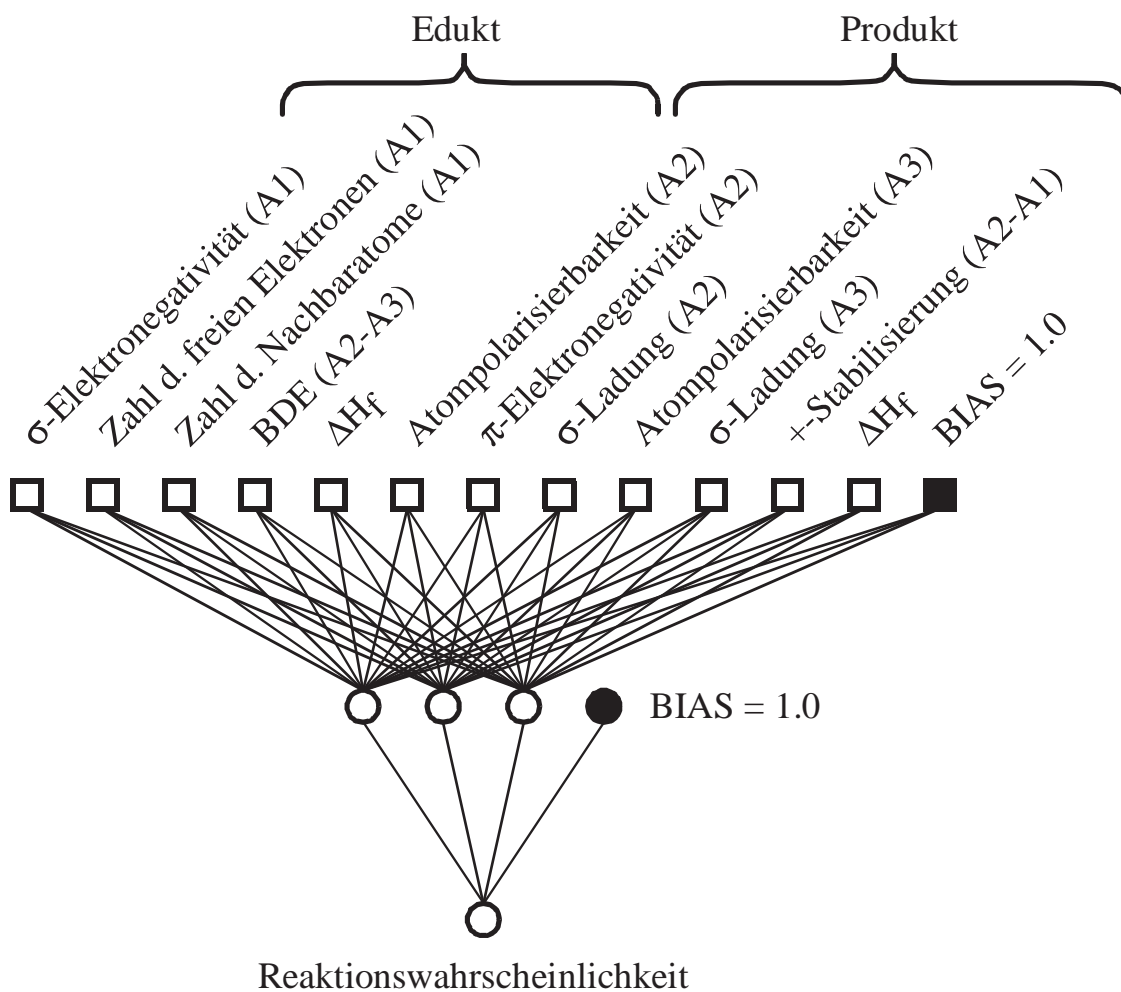 Edukt
Produkt
σ-Elektronegativität (A1)
Zahl d. freien Elektronen (A1)
Zahl d. Nachbaratome (A1)
BDE (A2-A3)
ΔHf
Atompolarisierbarkeit (A2)
π-Elektronegativität (A2)
σ-Ladung (A2)
Atompolarisierbarkeit (A3)
σ-Ladung (A3)
+-Stabilisierung (A2-A1)
ΔHf
BIAS = 1.0
BIAS = 1.0
Reaktionswahrscheinlichkeit